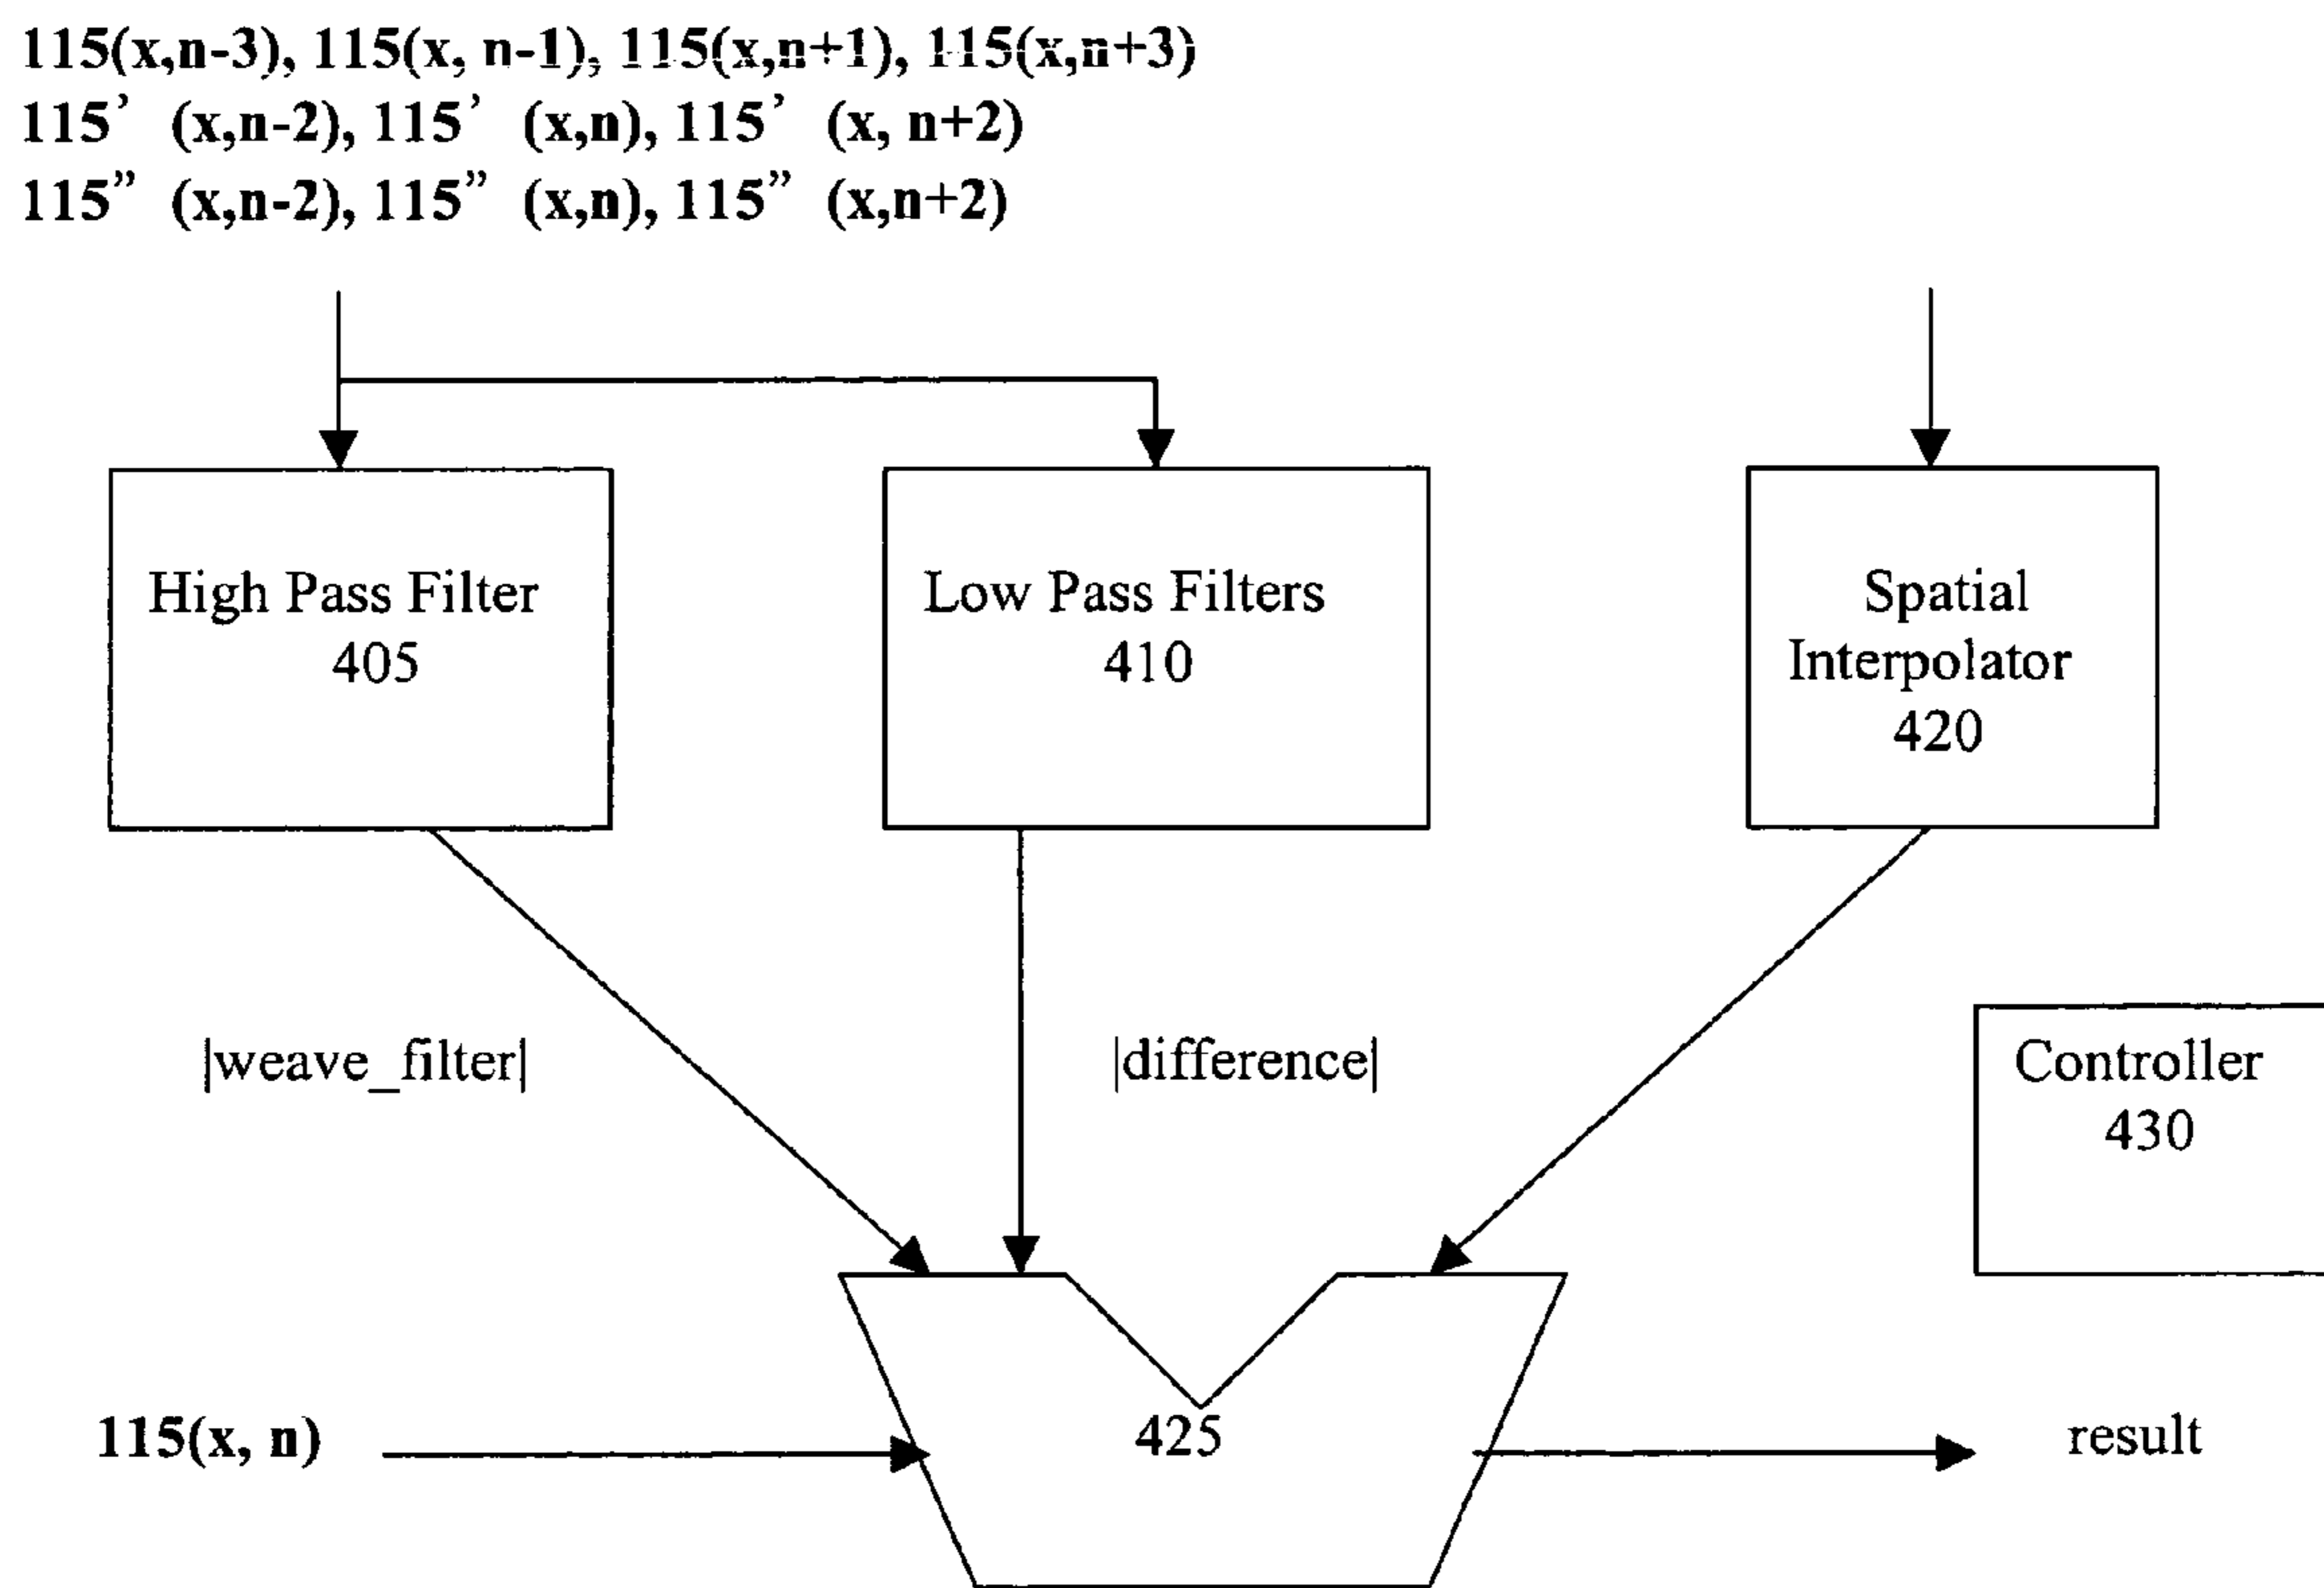 115(x,n-3), 115(x, n-1), 115(x,n+1), 115(x,n+3)
115’ (x,n-2), 115’ (x,n), 115’ (x, n+2)
115” (x,n-2), 115” (x,n), 115” (x,n+2)
High Pass Filter
405
Low Pass Filters
410
Spatial
Interpolator
420
|weave_filter|
|difference|
Controller
430
115(x, n)
425
result